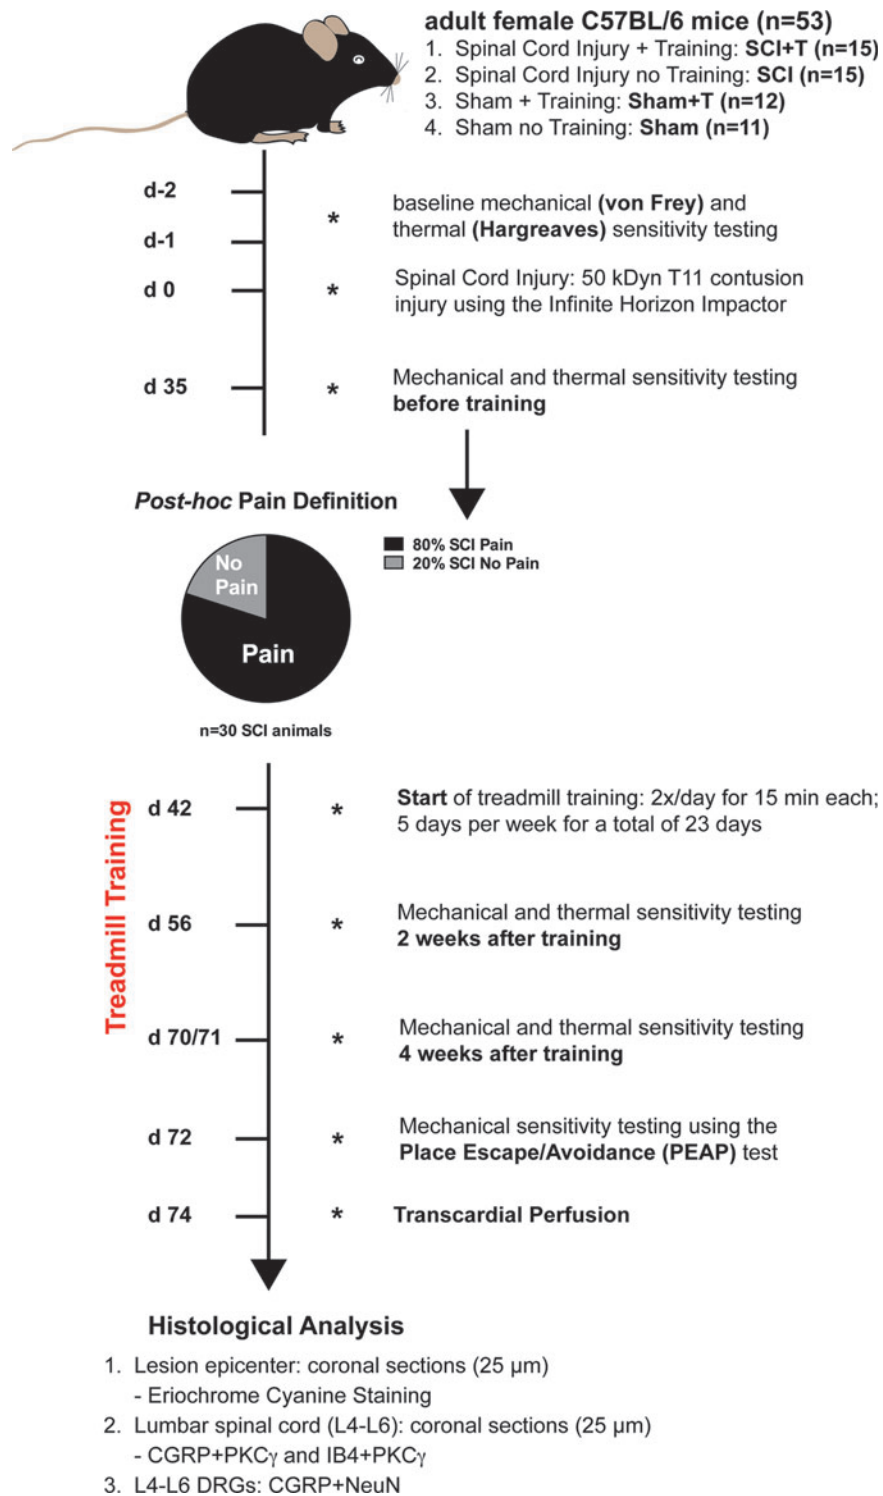 adult female C57BL/6 mice (n=53)
1. Spinal Cord Injury + Training: SCI+T (n=15)
2. Spinal Cord Injury no Training: SCI (n=15)
3. Sham + Training: Sham+T (n=12)
4. Sham no Training: Sham (n=11)
d-2
* baseline mechanical (von Frey) and
thermal (Hargreaves) sensitivity testing
d-1
d 0
* Spinal Cord Injury: 50 kDyn T11 contusion
injury using the Infinite Horizon Impactor
d 35
* Mechanical and thermal sensitivity testing
before training
Post-hoc Pain Definition
80% SCI Pain
20% SCI No Pain
No
Pain
Pain
n=30 SCI animals
Treadmill Training
d 42
* Start of treadmill training: 2x/day for 15 min each;
5 days per week for a total of 23 days
d 56
* Mechanical and thermal sensitivity testing
2 weeks after training
d 70/71
* Mechanical and thermal sensitivity testing
4 weeks after training
d 72
* Mechanical sensitivity testing using the
Place Escape/Avoidance (PEAP) test
d 74
* Transcardial Perfusion
Histological Analysis
1. Lesion epicenter: coronal sections (25 µm)
- Eriochrome Cyanine Staining
2. Lumbar spinal cord (L4-L6): coronal sections (25 µm)
- CGRP+PKCγ and IB4+PKCγ
3. L4-L6 DRGs: CGRP+NeuN